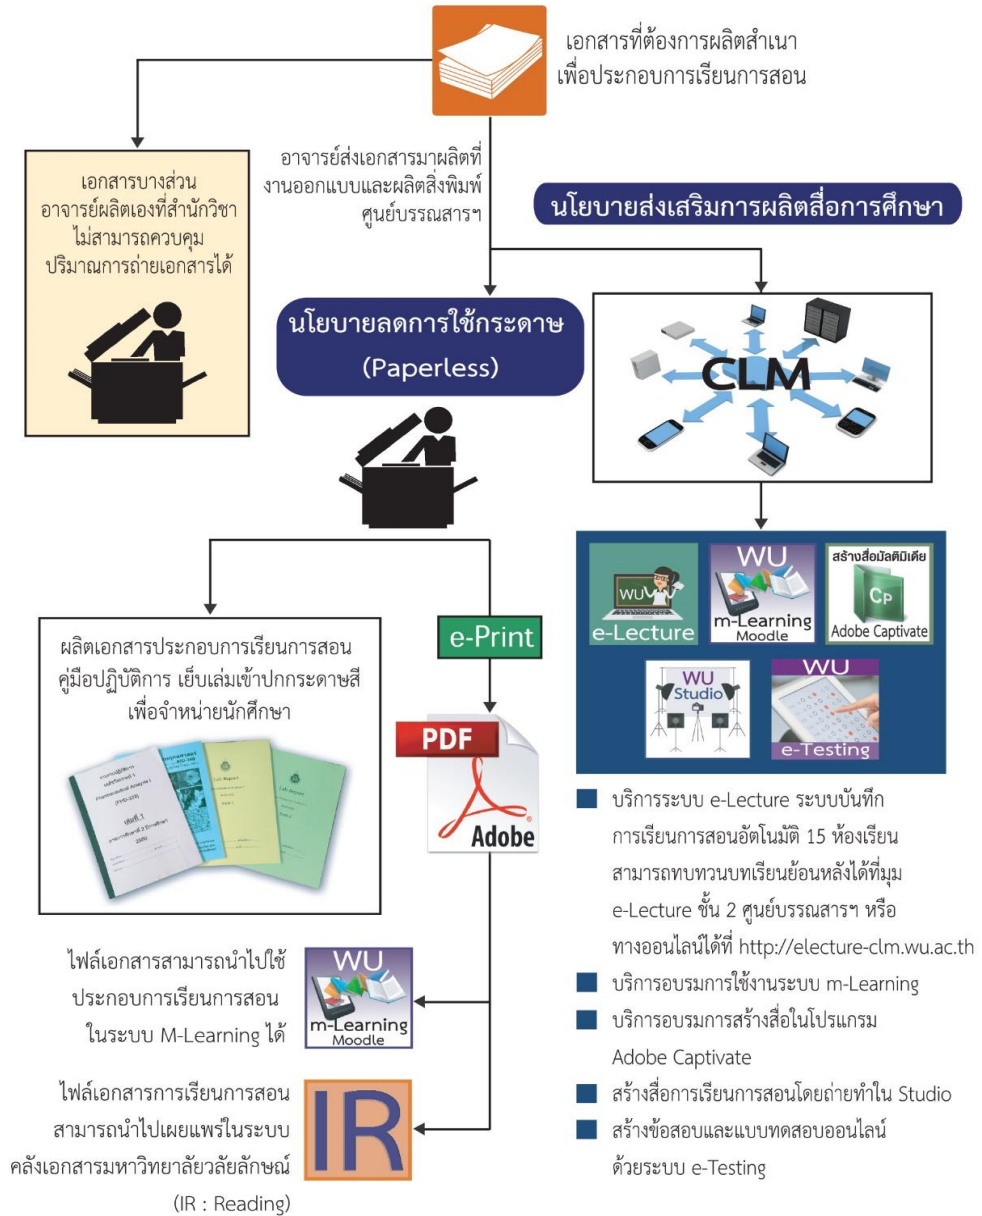 เอกสารที่ต้องการผลิตสำเนา
เพื่อประกอบการเรียนการสอน
เอกสารบางส่วน
อาจารย์ผลิตเองที่สำนักวิชา
ไม่สามารถควบคุม
ปริมาณการถ่ายเอกสารได้
อาจารย์ส่งเอกสารมาผลิตที่
งานออกแบบและผลิตสิ่งพิมพ์
ศูนย์บรรณสารฯ
นโยบายส่งเสริมการผลิตสื่อการศึกษา
นโยบายลดการใช้กระดาษ
(Paperless)
CLM
ผลิตเอกสารประกอบการเรียนการสอน
คู่มือปฏิบัติการ เย็บเล่มเข้าปกกระดาษสี
เพื่อจำหน่ายนักศึกษา
เล่มที่ 1
Lab Report
Lab Report
e-Print
PDF
Adobe
WU
e-Lecture
WU
m-Learning
Moodle
สร้างสื่อมัลติมิเดีย
Cp
Adobe Captivate
WU
Studio
WU
e-Testing
ไฟล์เอกสารสามารถนำไปใช้
ประกอบการเรียนการสอน
ในระบบ M-Learning ได้
WU
m-Learning
Moodle
ไฟล์เอกสารการเรียนการสอน
สามารถนำไปเผยแพร่ในระบบ
คลังเอกสารมหาวิทยาลัยวลัยลักษณ์
(IR : Reading)
IR
บริการระบบ e-Lecture ระบบบันทึก
การเรียนการสอนอัตโนมัติ 15 ห้องเรียน
สามารถทบทวนบทเรียนย้อนหลังได้ที่มุม
e-Lecture ชั้น 2 ศูนย์บรรณสารฯ หรือ
ทางออนไลน์ได้ที่ http://electure-clm.wu.ac.th
บริการอบรมการใช้งานระบบ m-Learning
บริการอบรมการสร้างสื่อในโปรแกรม
Adobe Captivate
สร้างสื่อการเรียนการสอนโดยถ่ายทำใน Studio
สร้างข้อสอบและแบบทดสอบออนไลน์
ด้วยระบบ e-Testing